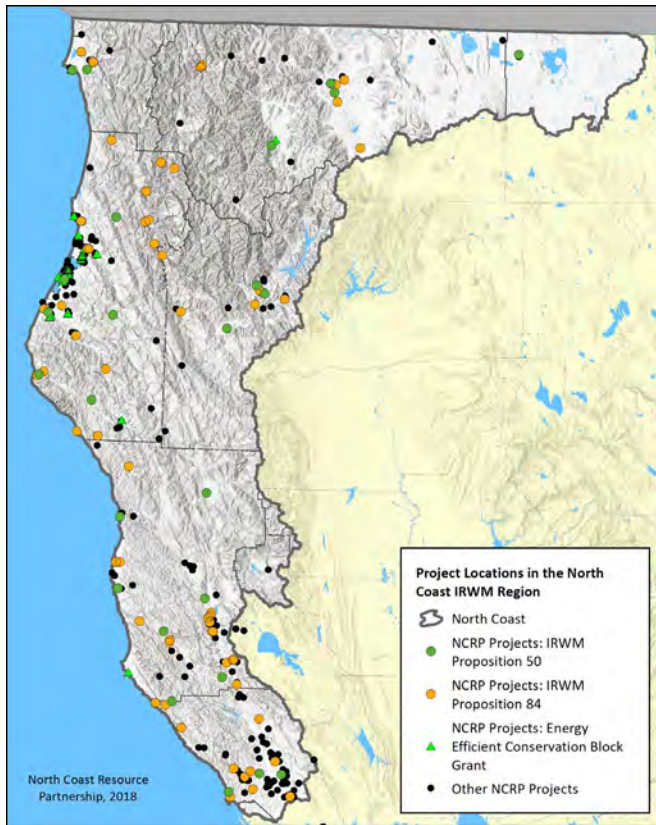 Project Locations in the North
Coast IRWM Region
North Coast
NCRP Projects: IRWM
Proposition 50
NCRP Projects: IRWM
Proposition 84
NCRP Projects: Energy
Efficient Conservation Block
Grant
Other NCRP Projects
North Coast Resource
Partnership, 2018